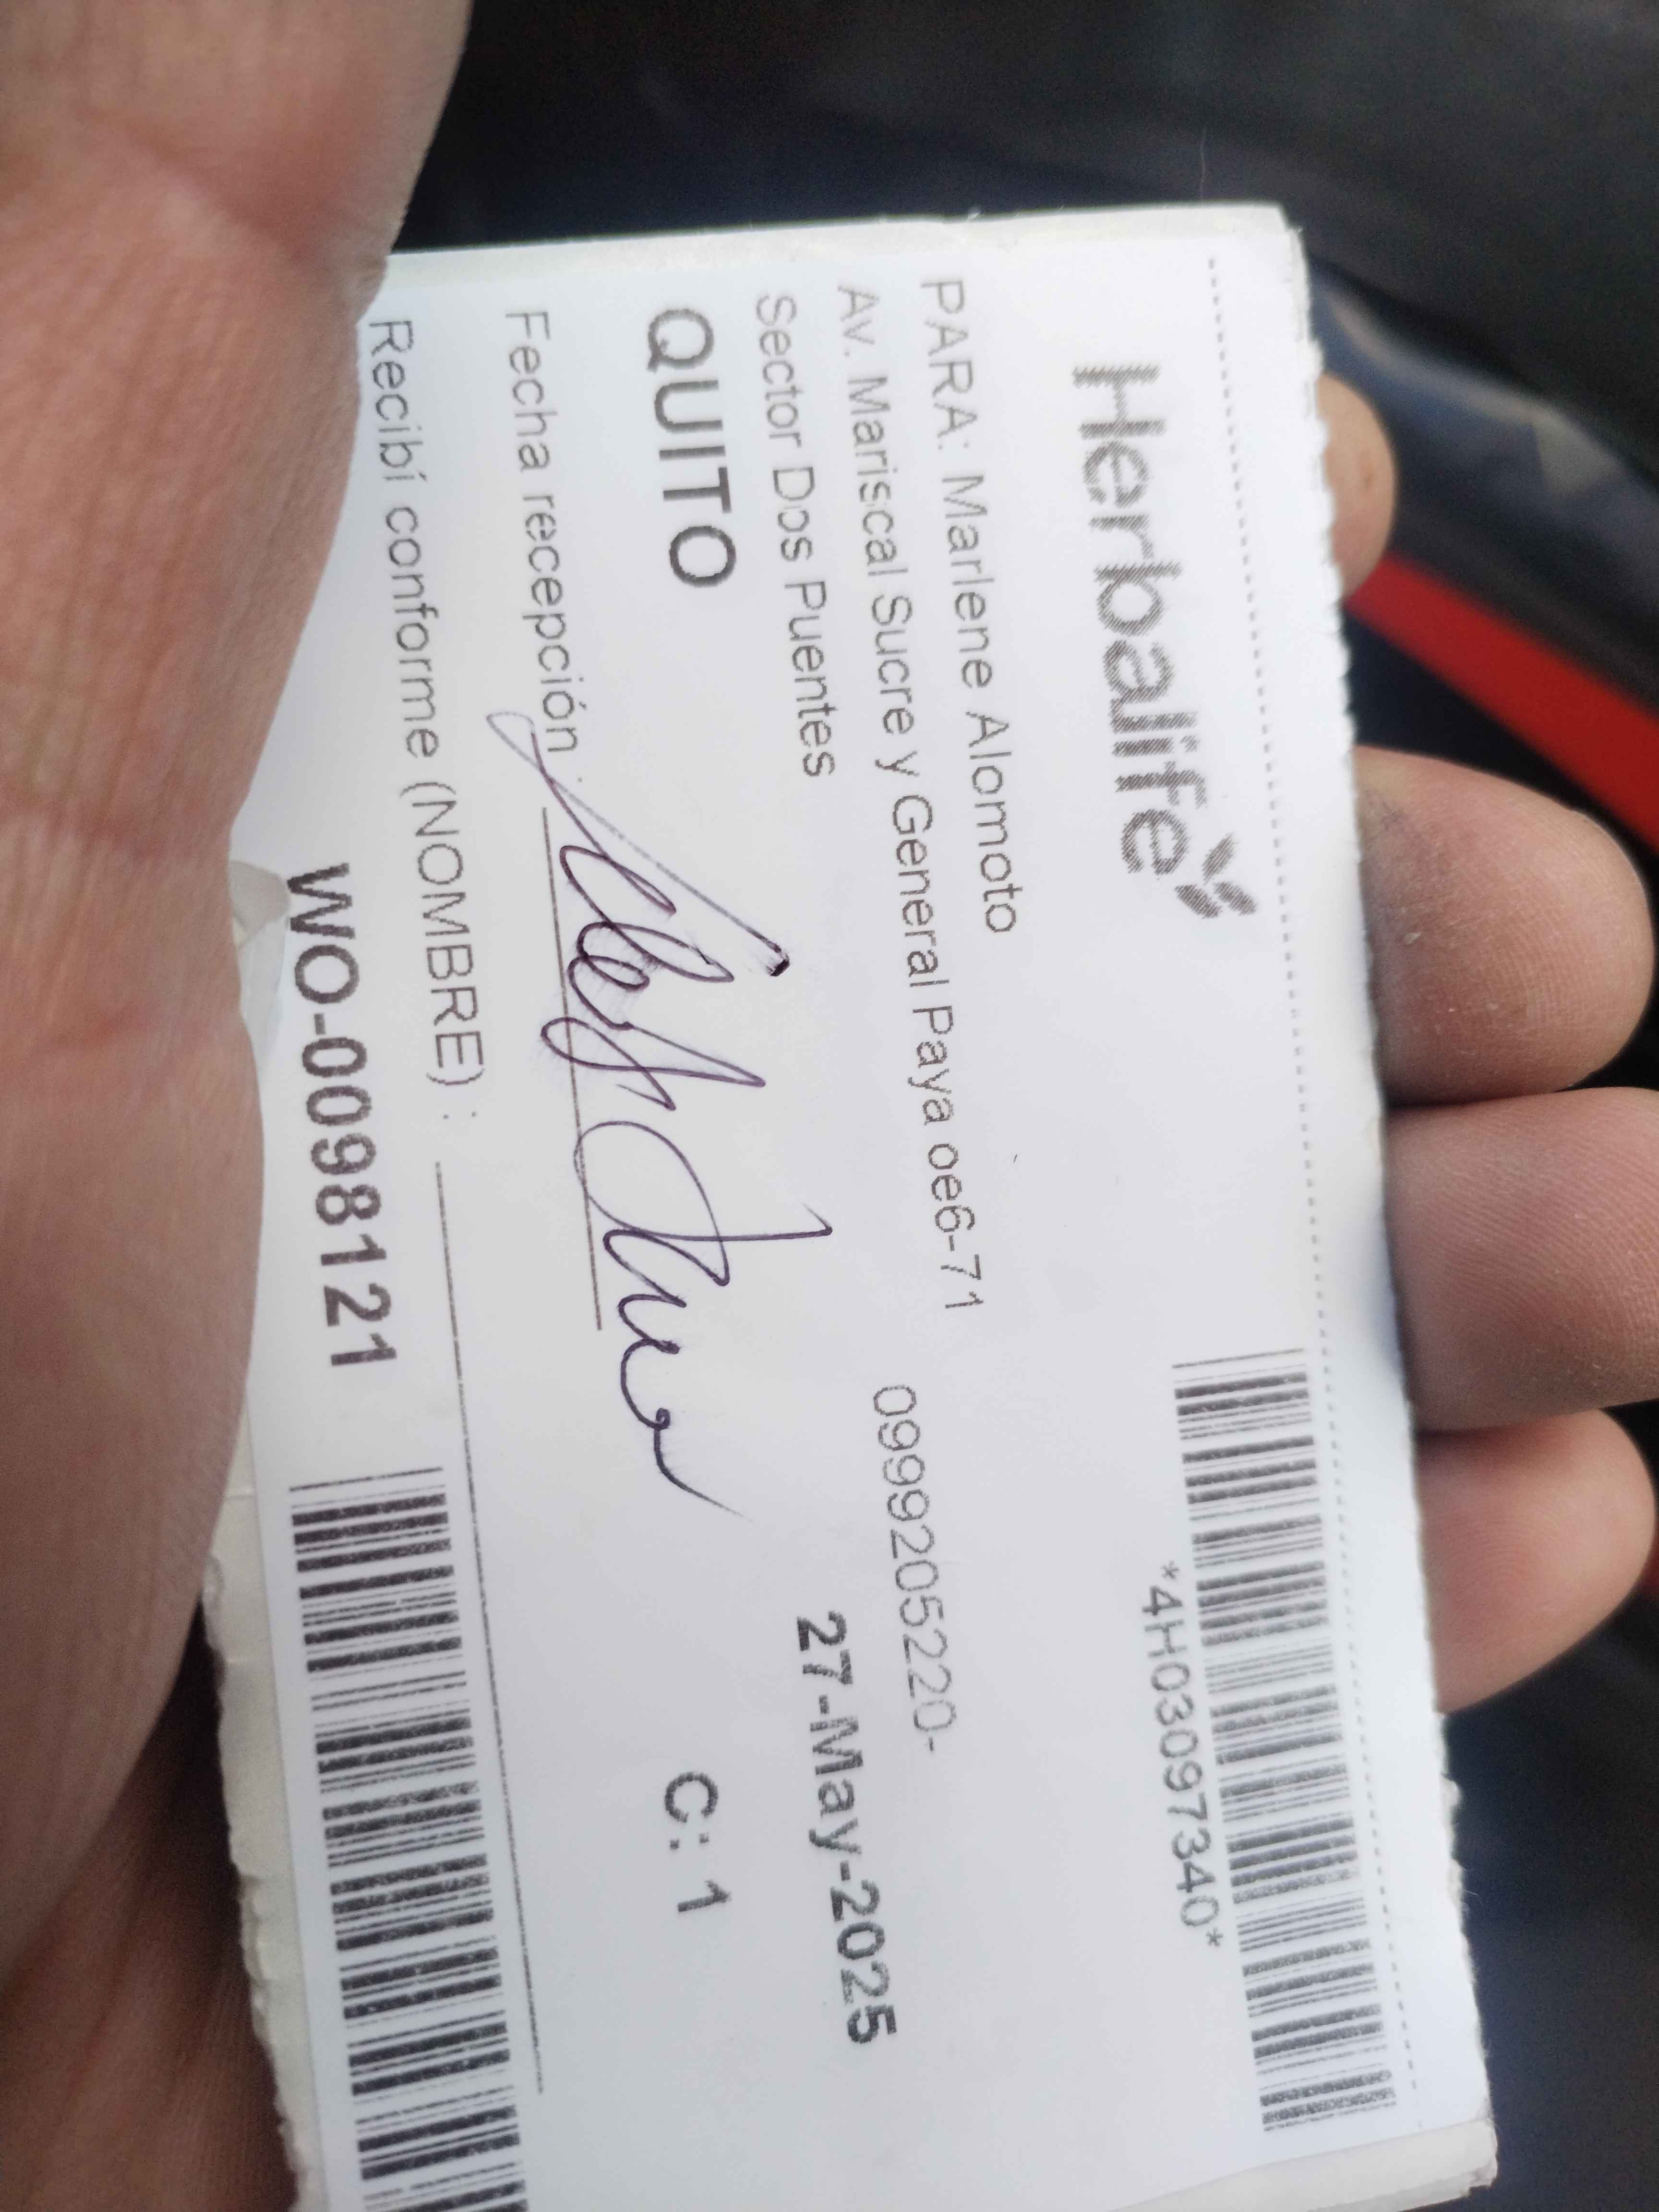 Herbalife
*4H03097340*
PARA: Marlene Alomoto
Av. Mariscal Sucre y General Paya oe6-71
0999205220-
Sector Dos Puentes
27-May-2025
QUITO
C: 1
Fecha recepción :
Recibí conforme (NOMBRE) :
WO-0098121